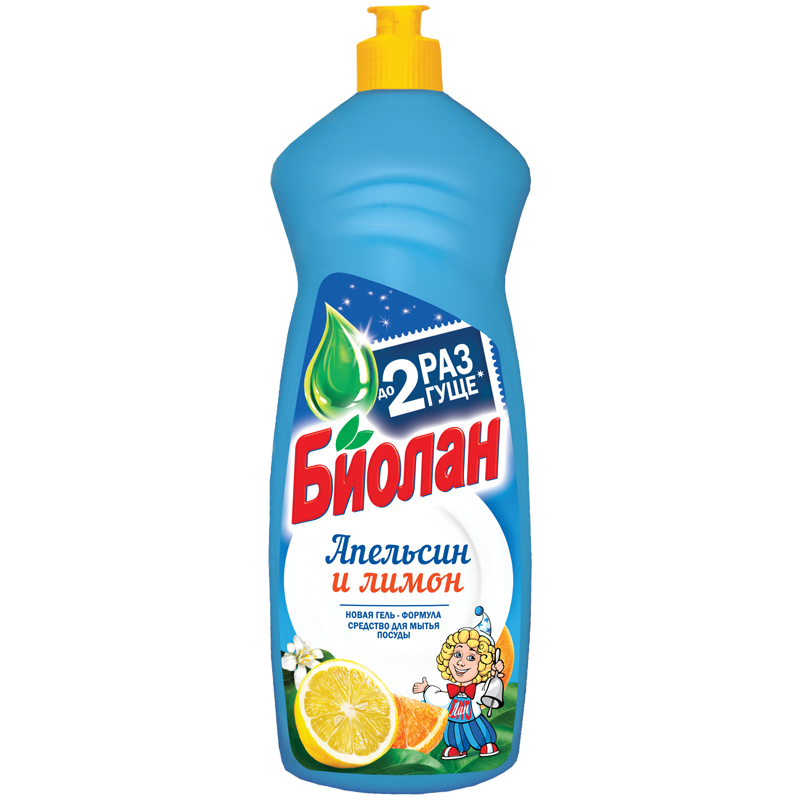 до 2 РАЗ
ГУЩЕ*
Биолан
Апельсин
и лимон
НОВАЯ ГЕЛЬ - ФОРМУЛА
СРЕДСТВО ДЛЯ МЫТЬЯ
ПОСУДЫ